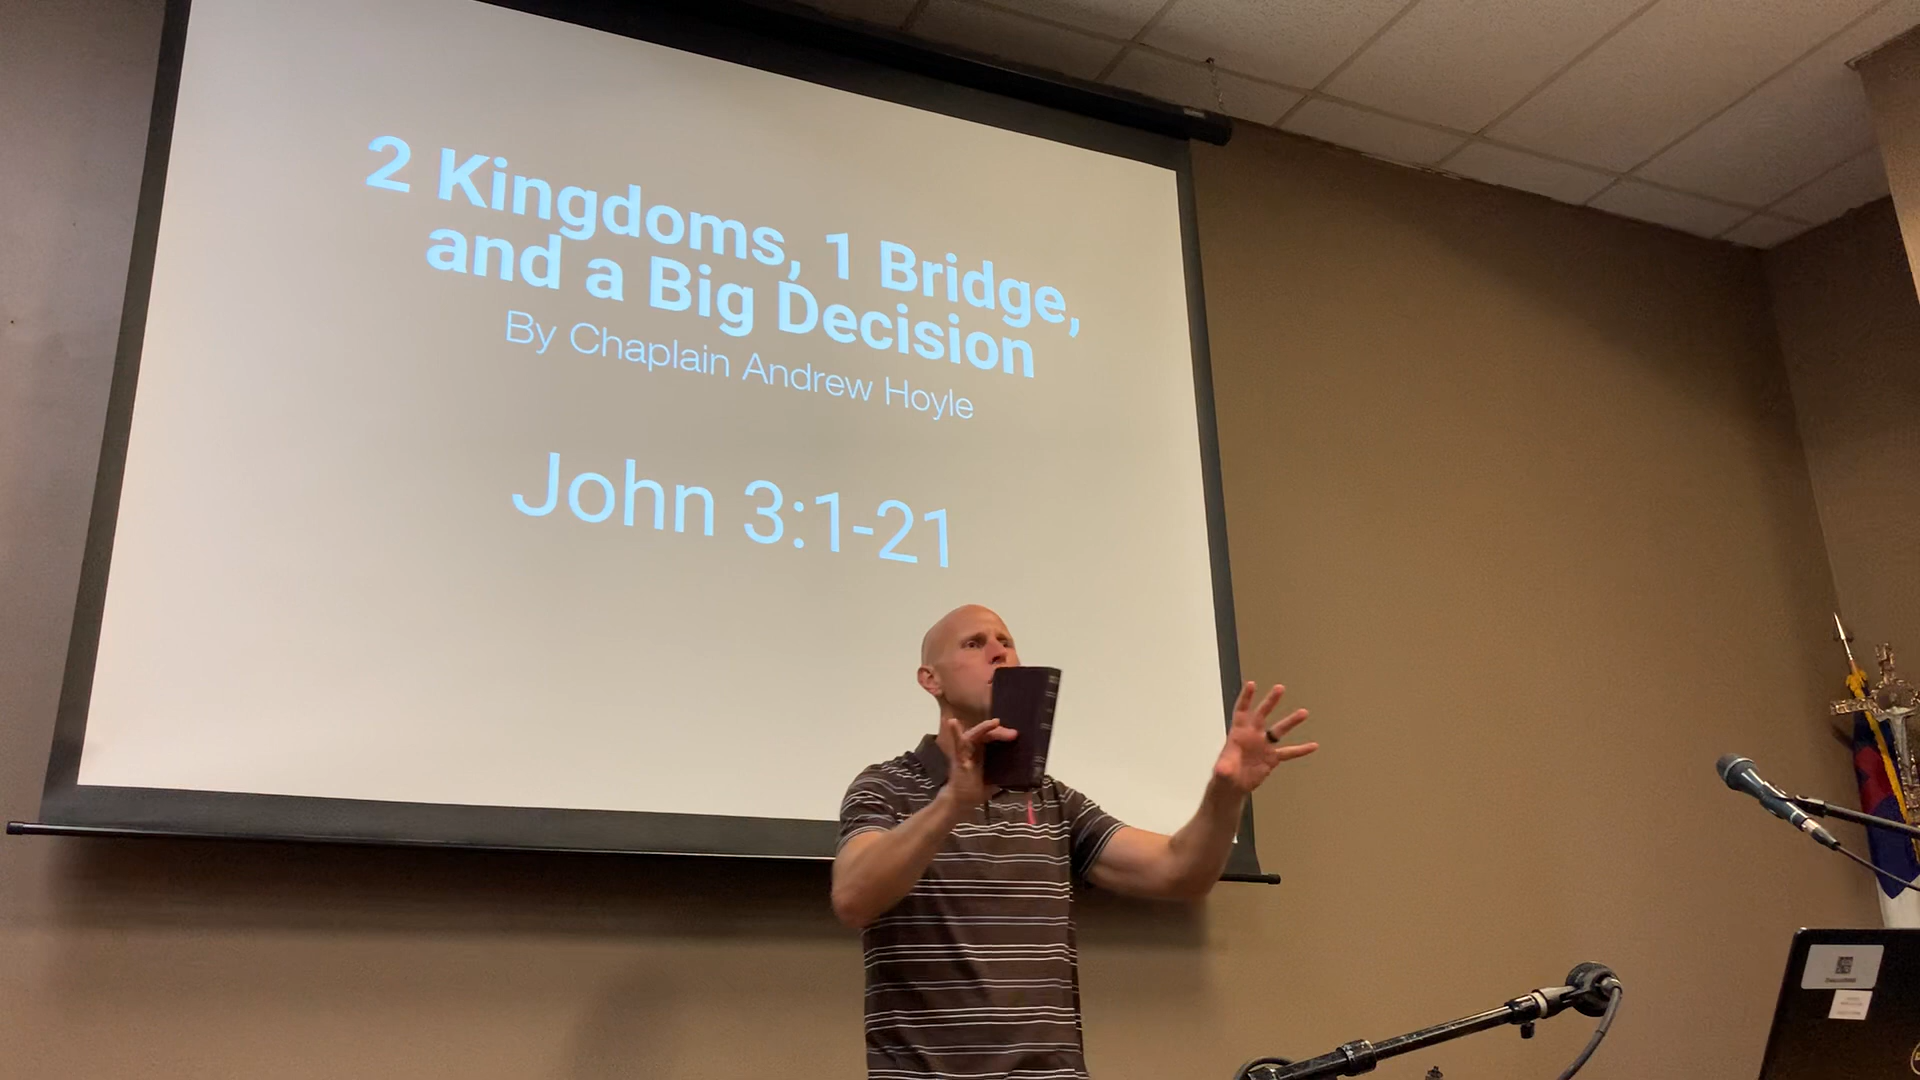 2 Kingdoms, 1 Bridge,
and a Big Decision
By Chaplain Andrew Hoyle
John 3:1-21